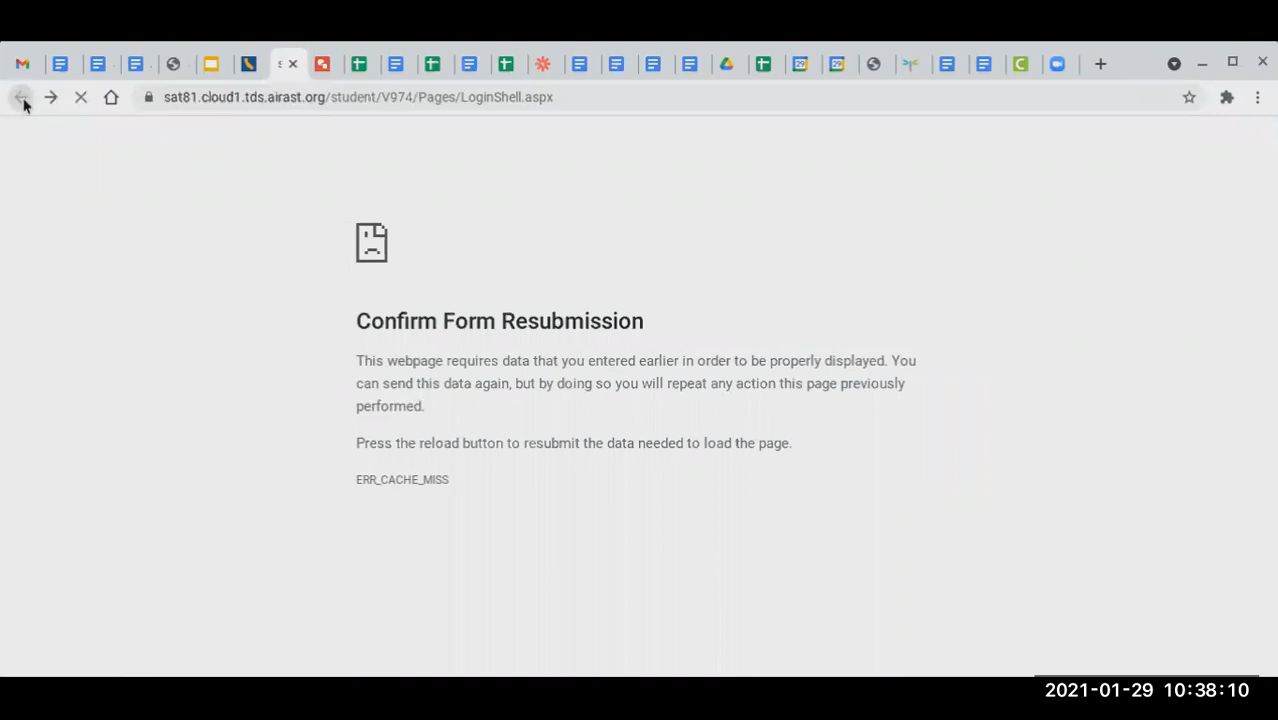 sat81.cloud1.tds.airast.org/student/V974/Pages/LoginShell.aspx
Confirm Form Resubmission
This webpage requires data that you entered earlier in order to be properly displayed. You
can send this data again, but by doing so you will repeat any action this page previously
performed.
Press the reload button to resubmit the data needed to load the page.
ERR_CACHE_MISS
2021-01-29 10:38:10